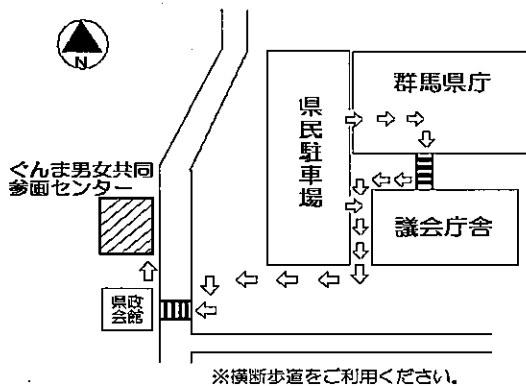 N
群馬県庁
県民駐車場
ぐんま男女共同
参画センター
議会庁舎
県政
会館
※横断歩道をご利用ください。